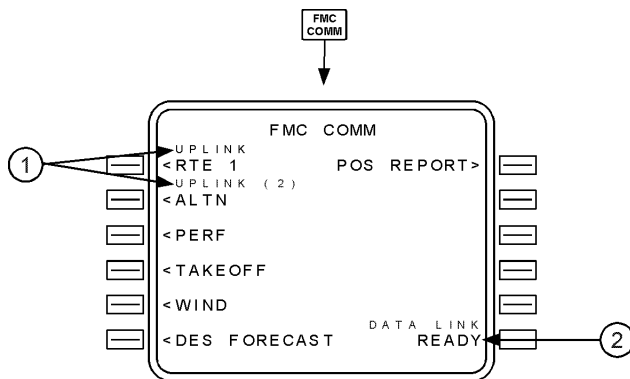 FMC
COMM
FMC COMM
UPLINK
<RTE 1 POS REPORT>
UPLINK (2)
<ALTN
<PERF
<TAKEOFF
<WIND
DATA LINK
<DES FORECAST READY
1
2